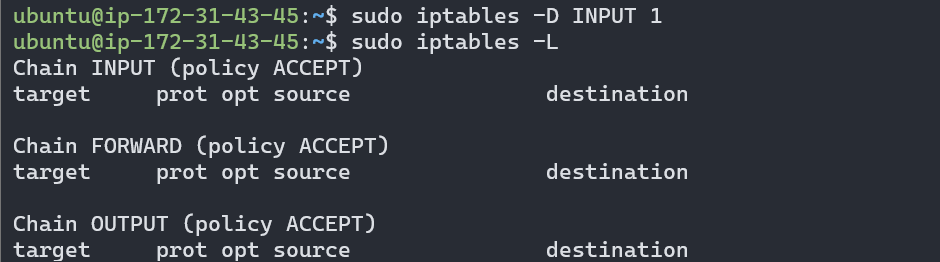 ubuntu@ip-172-31-43-45:~$ sudo iptables -D INPUT 1
ubuntu@ip-172-31-43-45:~$ sudo iptables -L
Chain INPUT (policy ACCEPT)
target     prot opt source               destination

Chain FORWARD (policy ACCEPT)
target     prot opt source               destination

Chain OUTPUT (policy ACCEPT)
target     prot opt source               destination